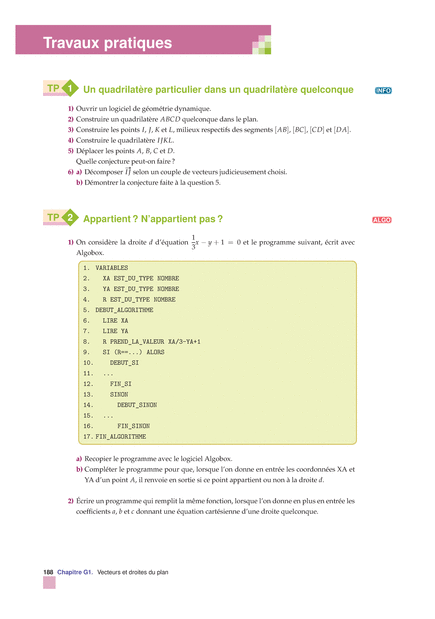 Travaux pratiques
TP 1 Un quadrilatère particulier dans un quadrilatère quelconque INFO
1) Ouvrir un logiciel de géométrie dynamique.
2) Construire un quadrilatère ABCD quelconque dans le plan.
3) Construire les points I, J, K et L, milieux respectifs des segments [AB], [BC], [CD] et [DA].
4) Construire le quadrilatère IJKL.
5) Déplacer les points A, B, C et D.
Quelle conjecture peut-on faire ?
6) a) Décomposer \vec{IJ} selon un couple de vecteurs judicieusement choisi.
b) Démontrer la conjecture faite à la question 5.
TP 2 Appartient ? N'appartient pas ? ALGO
1) On considère la droite d d'équation \frac{1}{3}x − y + 1 = 0 et le programme suivant, écrit avec
Algobox.
1. VARIABLES
2. XA EST_DU_TYPE NOMBRE
3. YA EST_DU_TYPE NOMBRE
4. R EST_DU_TYPE NOMBRE
5. DEBUT_ALGORITHME
6. LIRE XA
7. LIRE YA
8. R PREND_LA_VALEUR XA/3-YA+1
9. SI (R==...) ALORS
10. DEBUT_SI
11. ...
12. FIN_SI
13. SINON
14. DEBUT_SINON
15. ...
16. FIN_SINON
17. FIN_ALGORITHME
a) Recopier le programme avec le logiciel Algobox.
b) Compléter le programme pour que, lorsque l'on donne en entrée les coordonnées XA et
YA d'un point A, il renvoie en sortie si ce point appartient ou non à la droite d.
2) Écrire un programme qui remplit la même fonction, lorsque l'on donne en plus en entrée les
coefficients a, b et c donnant une équation cartésienne d'une droite quelconque.
188 Chapitre G1. Vecteurs et droites du plan